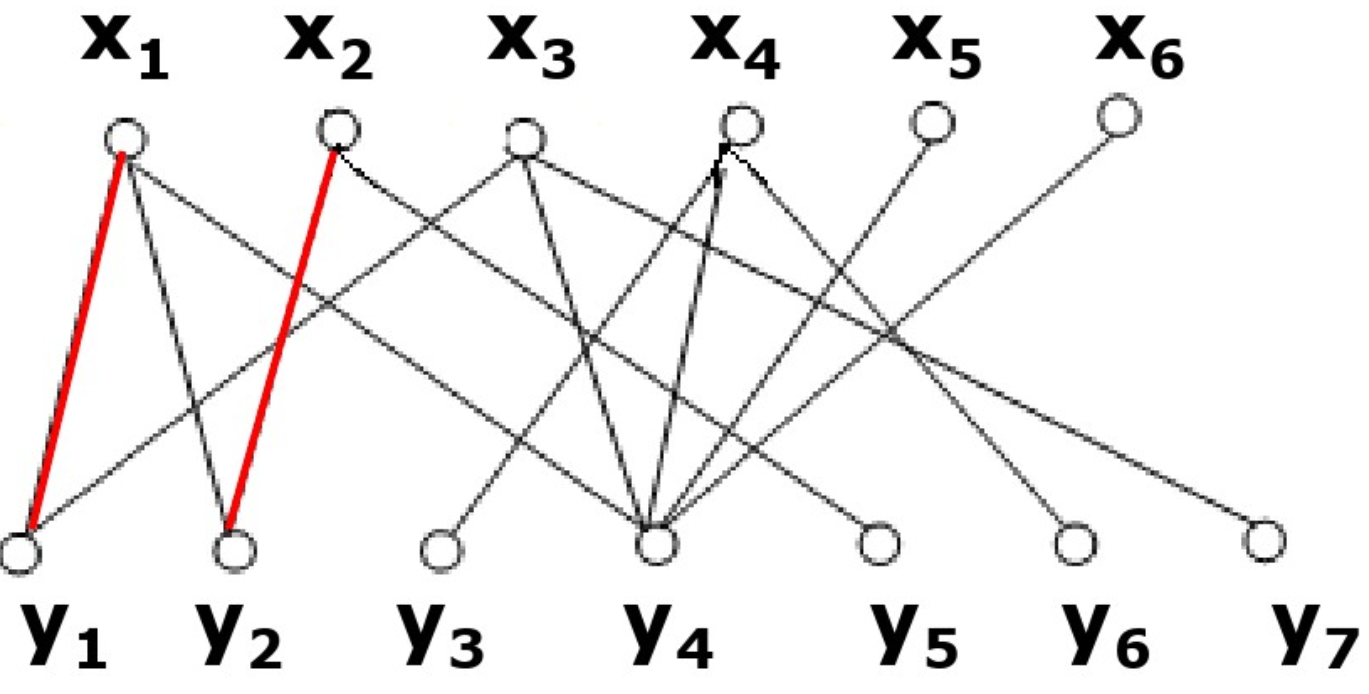 x₁ x₂ x₃ x₄ x₅ x₆
y₁ y₂ y₃ y₄ y₅ y₆ y₇